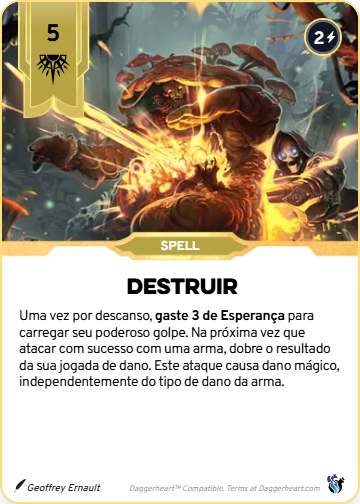 5
2
SPELL
DESTRUIR
Uma vez por descanso, gaste 3 de Esperança para
carregar seu poderoso golpe. Na próxima vez que
atacar com sucesso com uma arma, dobre o resultado
da sua jogada de dano. Este ataque causa dano mágico,
independentemente do tipo de dano da arma.
Geoffrey Ernault
Daggerheart™ Compatible. Terms at Daggerheart.com